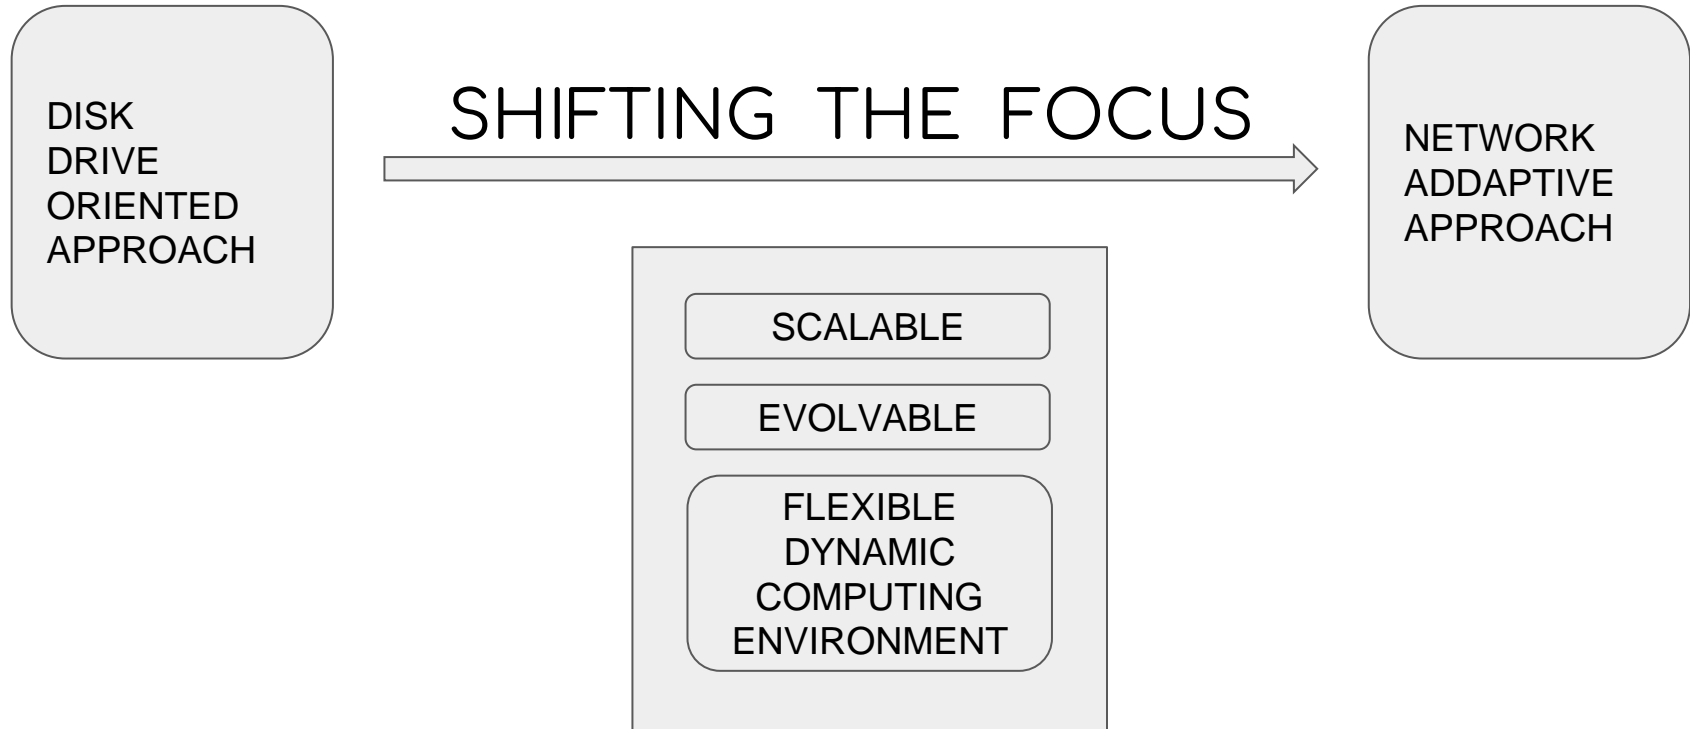 DISK
DRIVE
ORIENTED
APPROACH
SHIFTING THE FOCUS
NETWORK
ADDAPTIVE
APPROACH
SCALABLE
EVOLVABLE
FLEXIBLE
DYNAMIC
COMPUTING
ENVIRONMENT